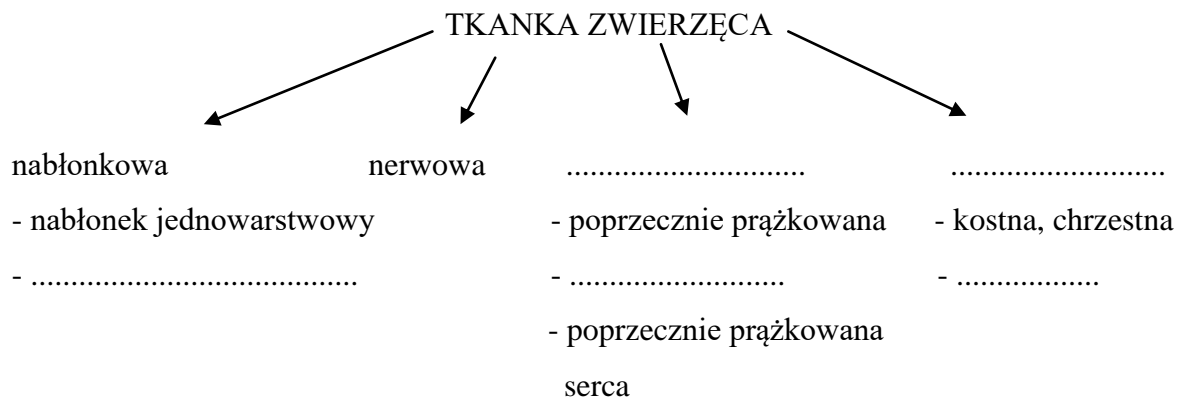 TKANKA ZWIERZĘCA
nabłonkowa nerwowa .............................. ...........................
- nabłonek jednowarstwowy - poprzecznie prążkowana - kostna, chrzestna
- ......................................... - ........................... - ..................
- poprzecznie prążkowana
serca